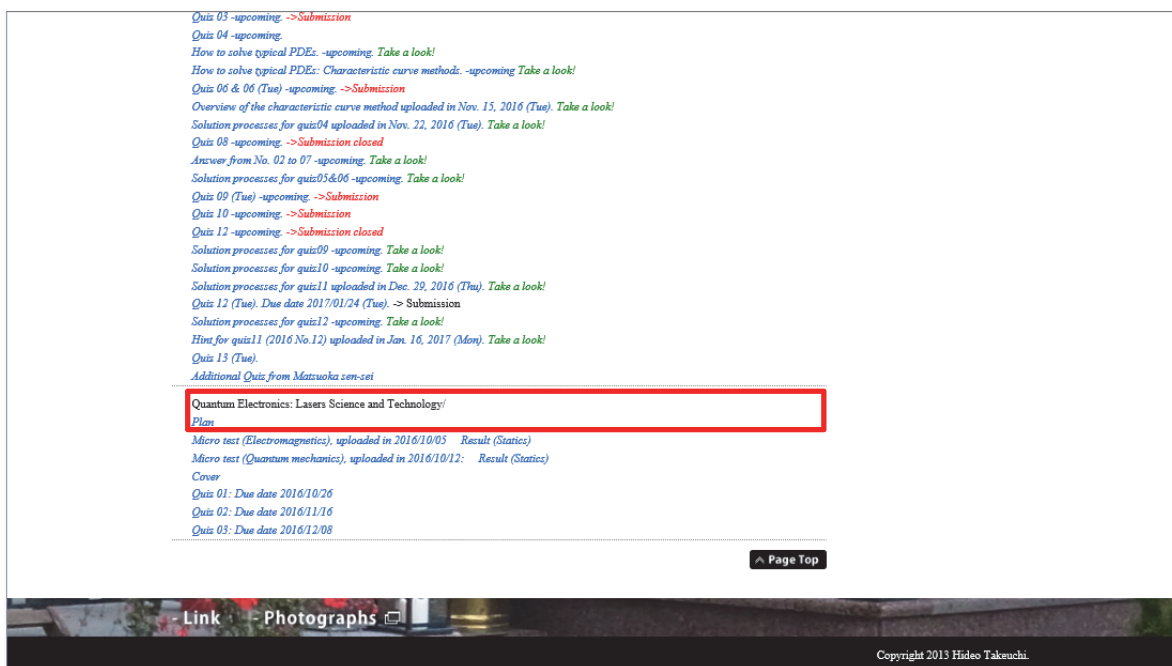 Quiz 03 -upcoming. ->Submission
Quiz 04 -upcoming.
How to solve typical PDEs. -upcoming. Take a look!
How to solve typical PDEs: Characteristic curve methods. -upcoming Take a look!
Quiz 06 & 06 (Tue) -upcoming. ->Submission
Overview of the characteristic curve method uploaded in Nov. 15, 2016 (Tue). Take a look!
Solution processes for quiz04 uploaded in Nov. 22, 2016 (Tue). Take a look!
Quiz 08 -upcoming. ->Submission closed
Answer from No. 02 to 07 -upcoming. Take a look!
Solution processes for quiz05&06 -upcoming. Take a look!
Quiz 09 (Tue) -upcoming. ->Submission
Quiz 10 -upcoming. ->Submission
Quiz 12 -upcoming. ->Submission closed
Solution processes for quiz09 -upcoming. Take a look!
Solution processes for quiz10 -upcoming. Take a look!
Solution processes for quiz11 uploaded in Dec. 29, 2016 (Thu). Take a look!
Quiz 12 (Tue). Due date 2017/01/24 (Tue). -> Submission
Solution processes for quiz12 -upcoming. Take a look!
Hint for quiz11 (2016 No.12) uploaded in Jan. 16, 2017 (Mon). Take a look!
Quiz 13 (Tue).
Additional Quiz from Matsuoka sen-sei
Quantum Electronics: Lasers Science and Technology/
Plan
Micro test (Electromagnetics), uploaded in 2016/10/05 Result (Statics)
Micro test (Quantum mechanics), uploaded in 2016/10/12: Result (Statics)
Cover
Quiz 01: Due date 2016/10/26
Quiz 02: Due date 2016/11/16
Quiz 03: Due date 2016/12/08
Page Top
- Link - Photographs
Copyright 2013 Hideo Takeuchi.